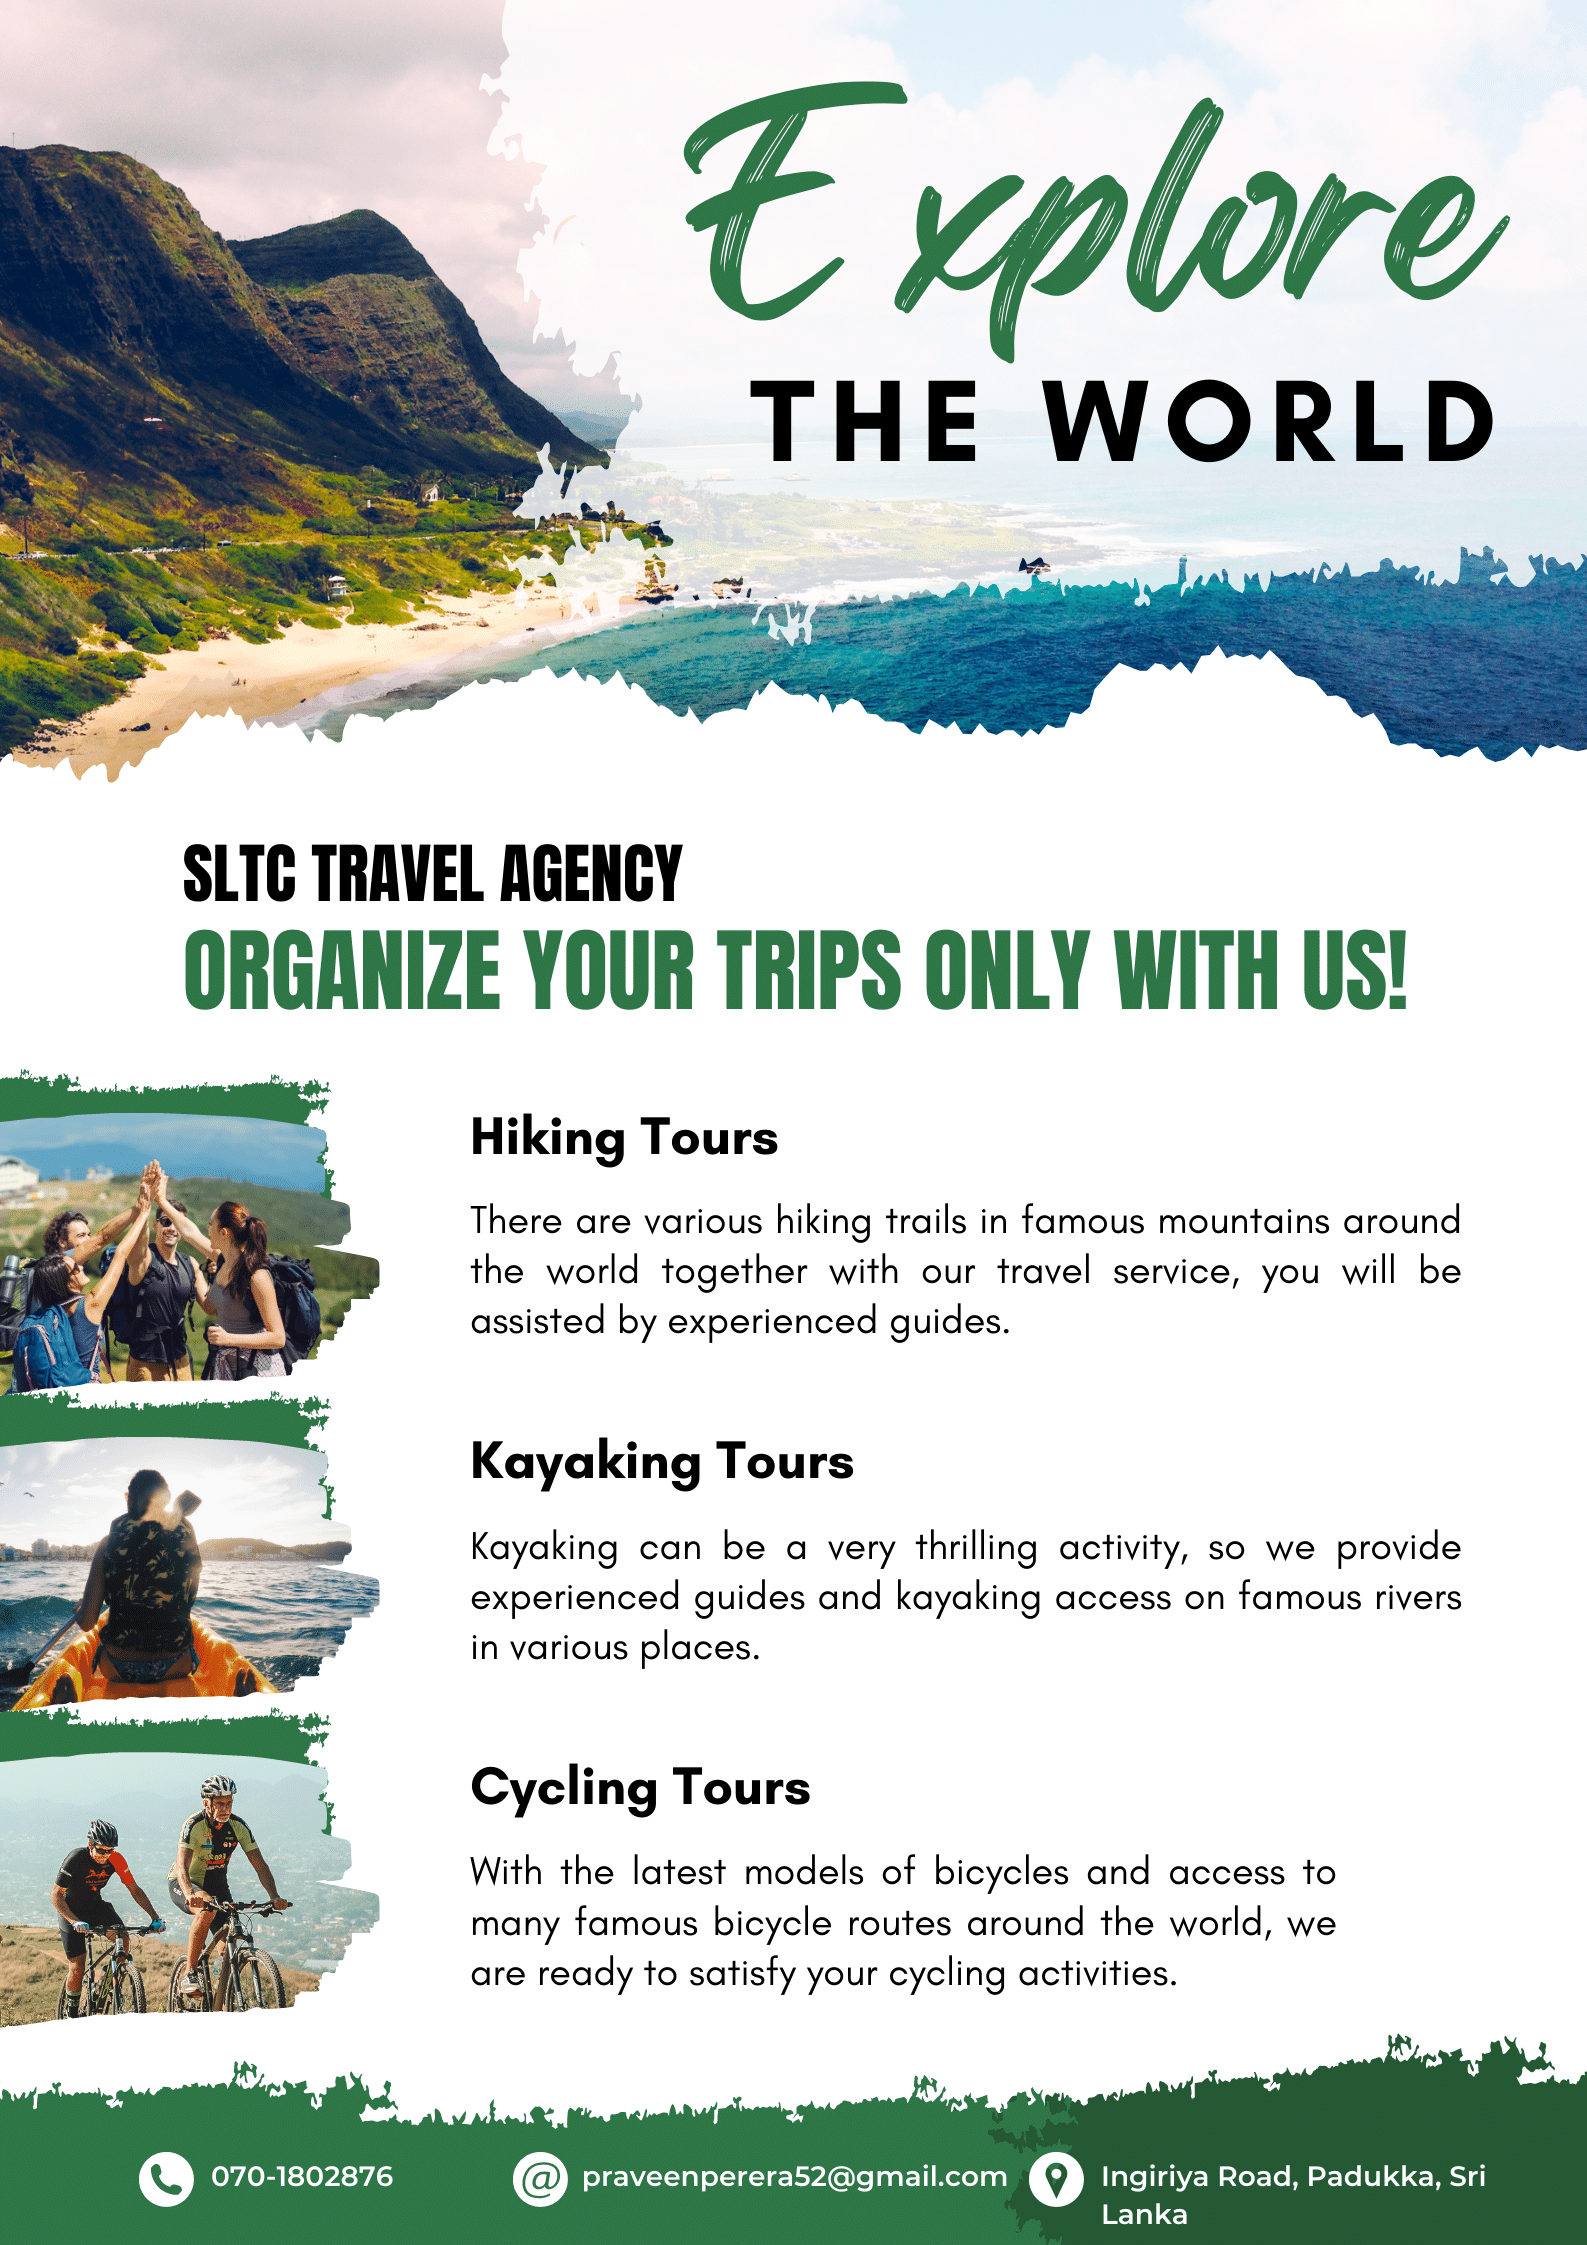 Explore
THE WORLD
SLTC TRAVEL AGENCY
ORGANIZE YOUR TRIPS ONLY WITH US!
Hiking Tours
There are various hiking trails in famous mountains around
the world together with our travel service, you will be
assisted by experienced guides.
Kayaking Tours
Kayaking can be a very thrilling activity, so we provide
experienced guides and kayaking access on famous rivers
in various places.
Cycling Tours
With the latest models of bicycles and access to
many famous bicycle routes around the world, we
are ready to satisfy your cycling activities.
070-1802876
praveenperera52@gmail.com
Ingiriya Road, Padukka, Sri
Lanka